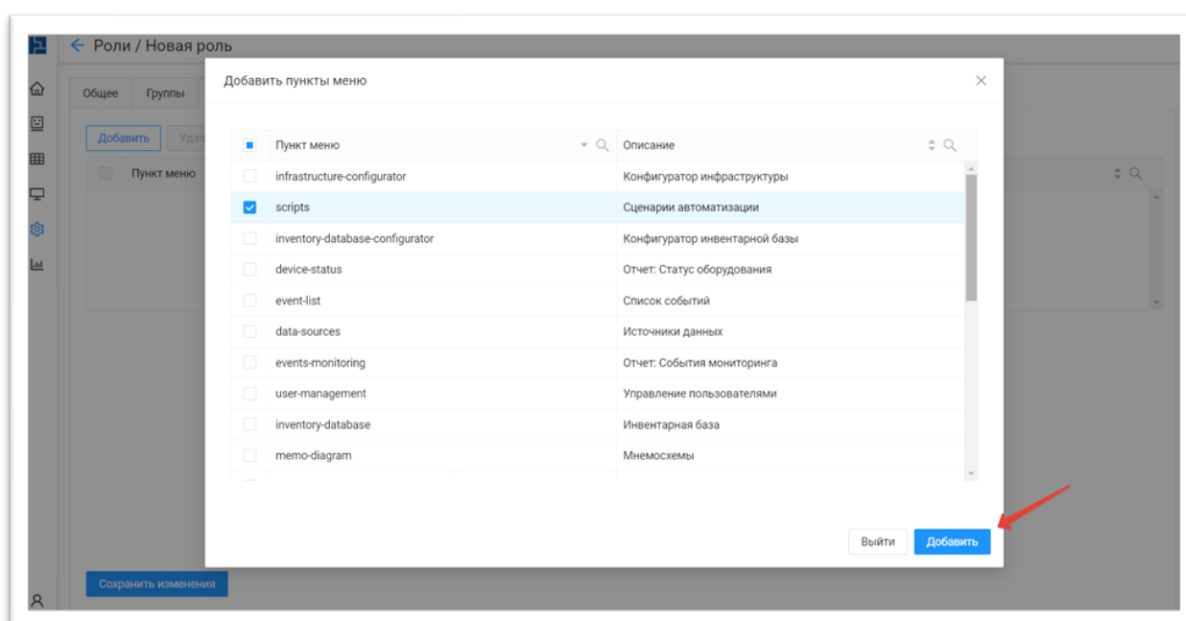 Роли / Новая роль
Добавить пункты меню
Общее Группы
Добавить Удал
Пункт меню
Пункт меню Описание
infrastructure-configurator Конфигуратор инфраструктуры
scripts Сценарии автоматизации
inventory-database-configurator Конфигуратор инвентарной базы
device-status Отчет: Статус оборудования
event-list Список событий
data-sources Источники данных
events-monitoring Отчет: События мониторинга
user-management Управление пользователями
inventory-database Инвентарная база
memo-diagram Мнемосхемы
Выйти Добавить
Сохранить изменения